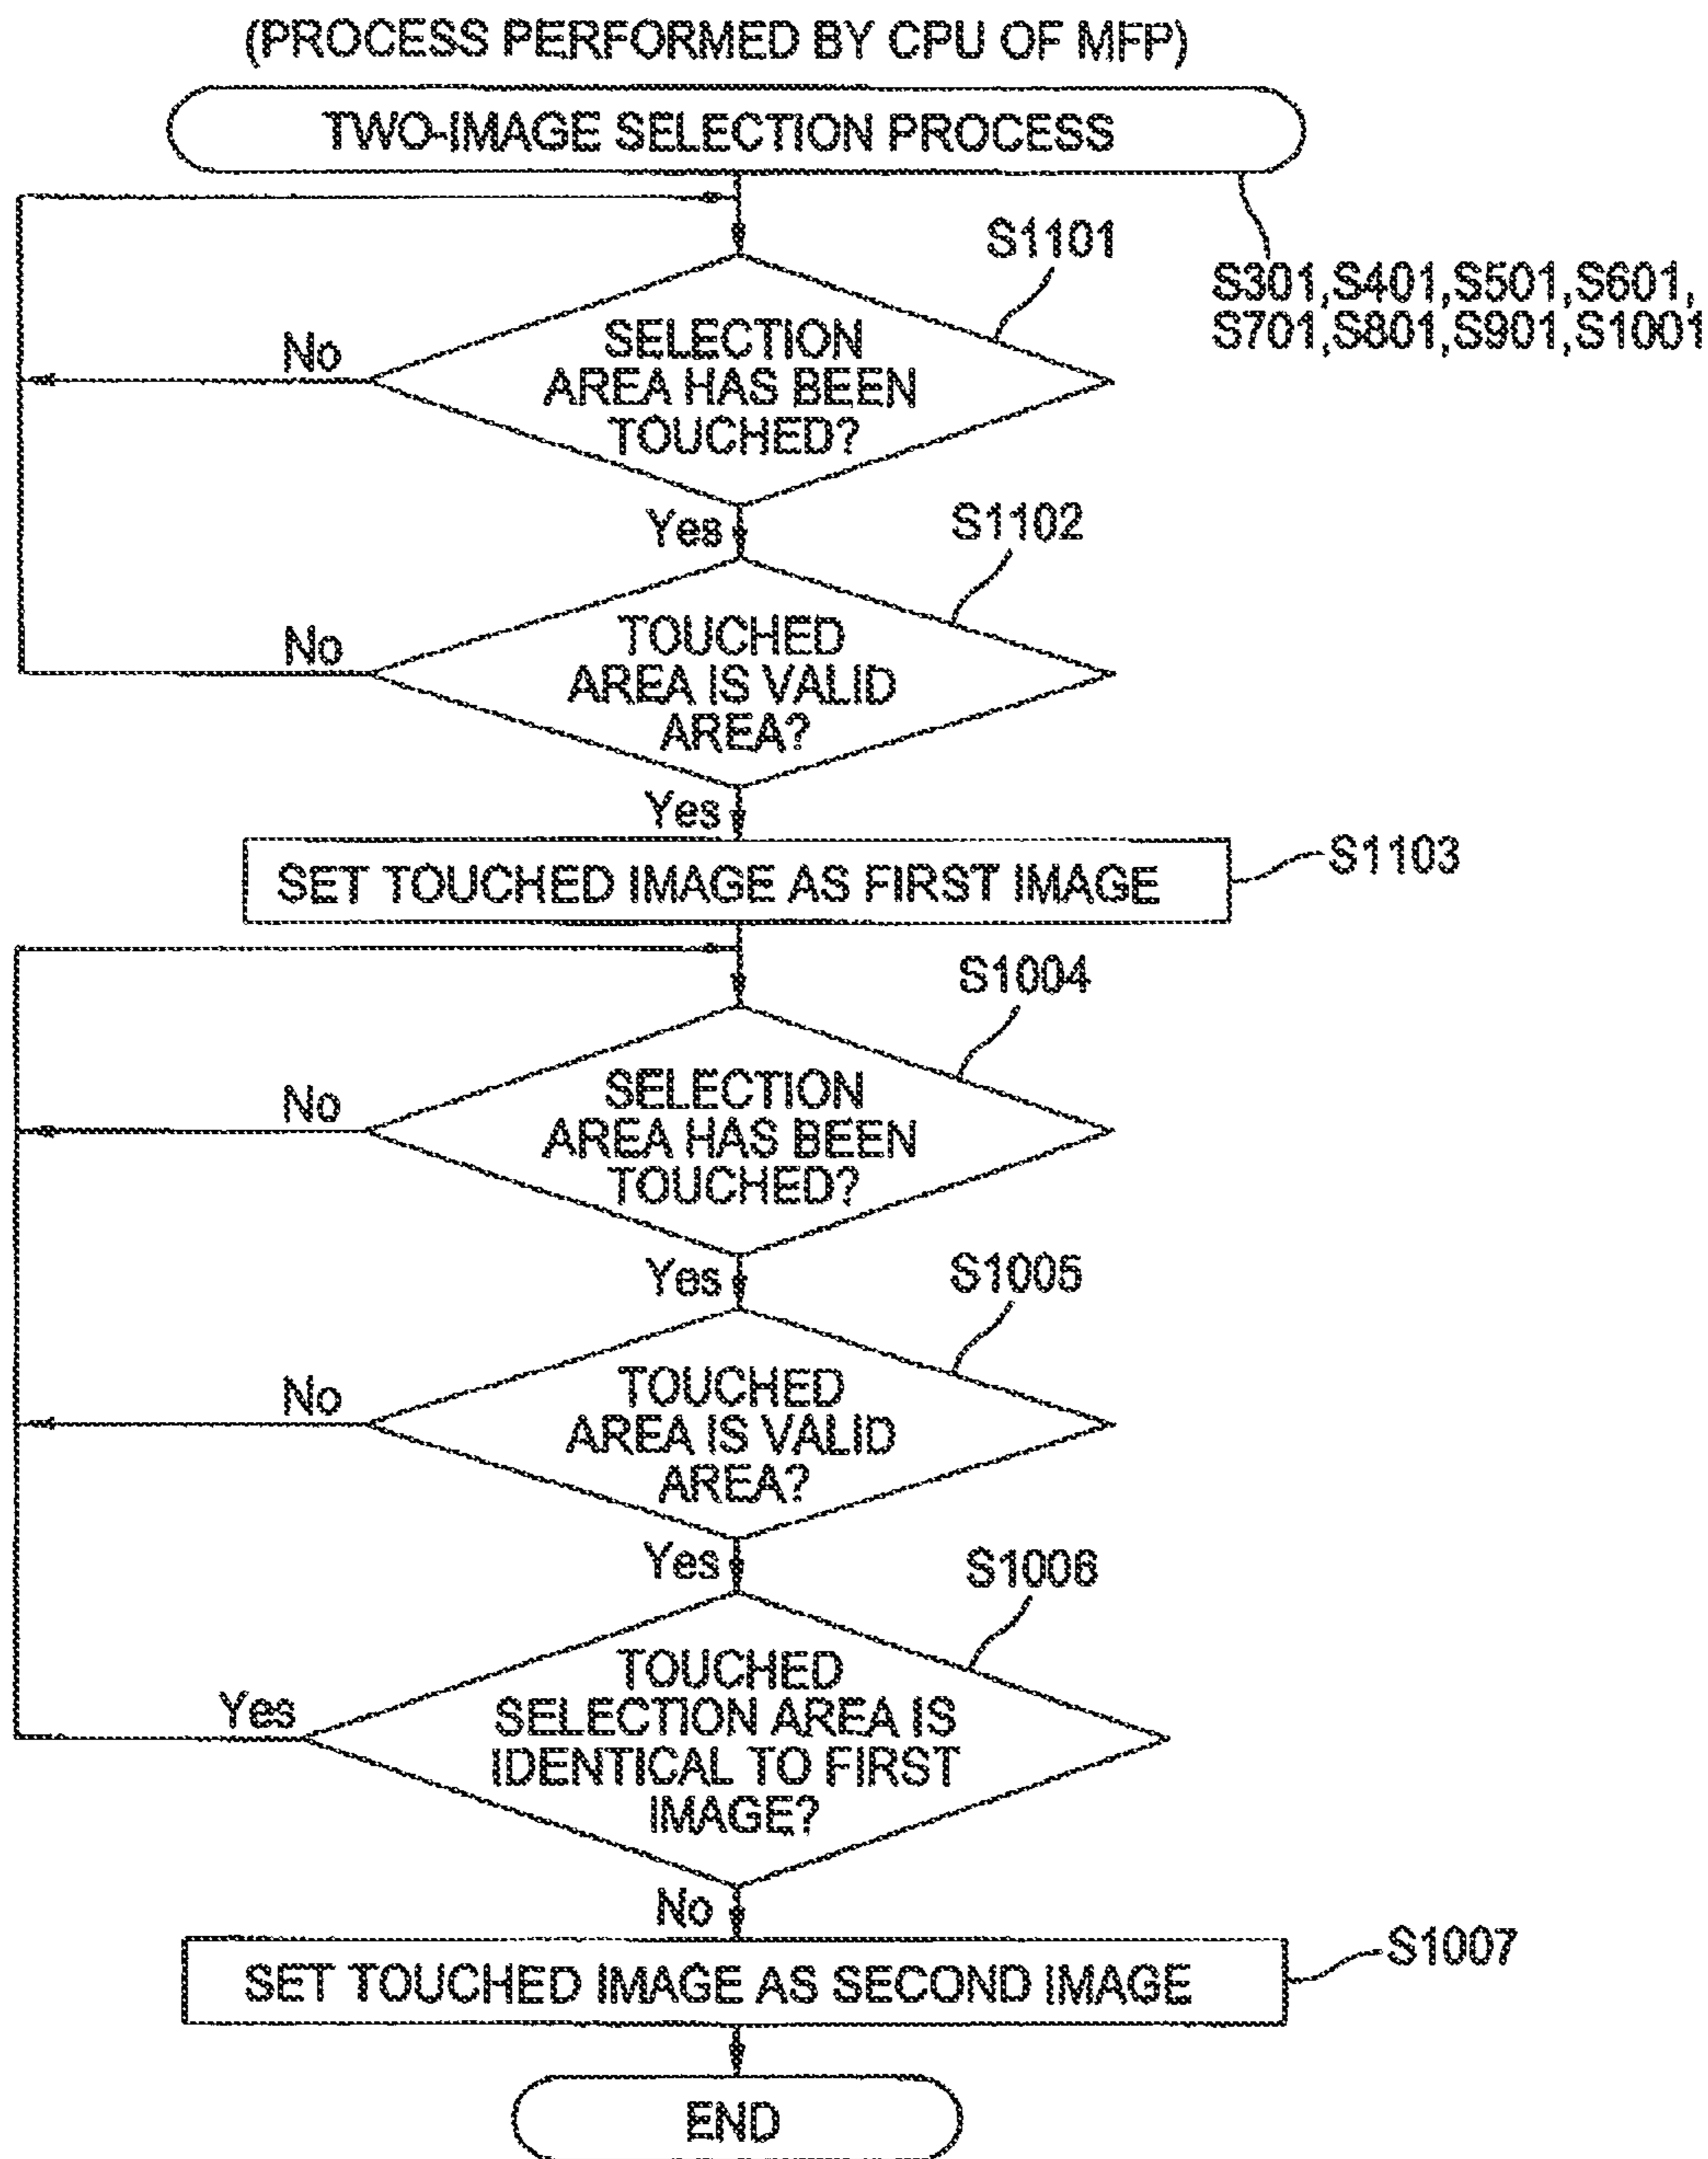 (PROCESS PERFORMED BY CPU OF MFP)
TWO-IMAGE SELECTION PROCESS
S301,S401,S501,S601,
S701,S801,S901,S1001
S1101
SELECTION
AREA HAS BEEN
TOUCHED?
No
Yes
S1102
TOUCHED
AREA IS VALID
AREA?
No
Yes
SET TOUCHED IMAGE AS FIRST IMAGE
S1103
S1004
SELECTION
AREA HAS BEEN
TOUCHED?
No
Yes
S1005
TOUCHED
AREA IS VALID
AREA?
No
Yes
S1006
TOUCHED
SELECTION AREA IS
IDENTICAL TO FIRST
IMAGE?
Yes
No
SET TOUCHED IMAGE AS SECOND IMAGE
S1007
END